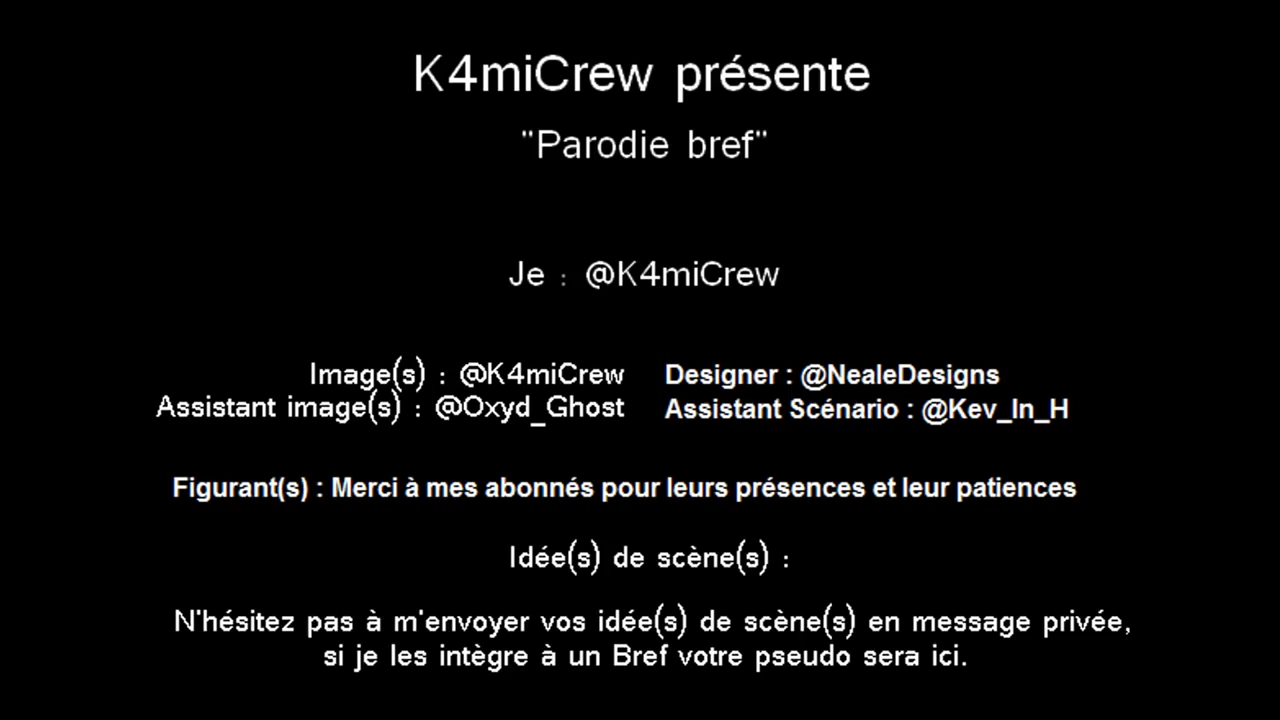 K4miCrew présente
"Parodie bref"
Je : @K4miCrew
Image(s) : @K4miCrew
Assistant image(s) : @Oxyd_Ghost
Designer : @NealeDesigns
Assistant Scénario : @Kev_In_H
Figurant(s) : Merci à mes abonnés pour leurs présences et leur patiences
Idée(s) de scène(s) :
N'hésitez pas à m'envoyer vos idée(s) de scène(s) en message privée,
si je les intègre à un Bref votre pseudo sera ici.